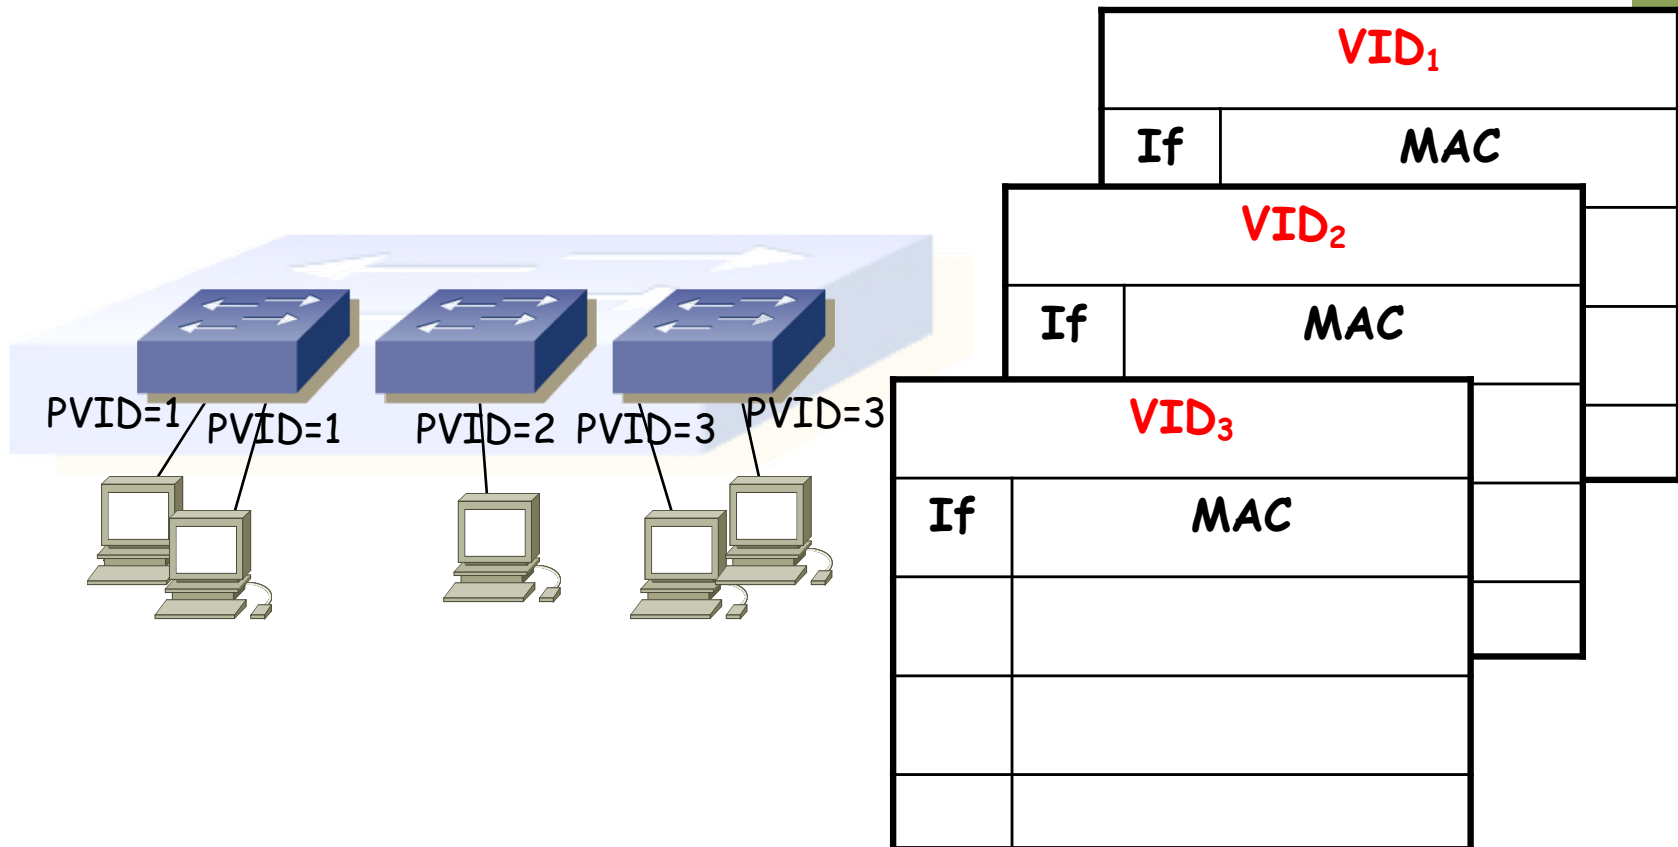 VID₁
If MAC
VID₂
If MAC
VID₃
If MAC
PVID=1
PVID=1
PVID=2
PVID=3
PVID=3